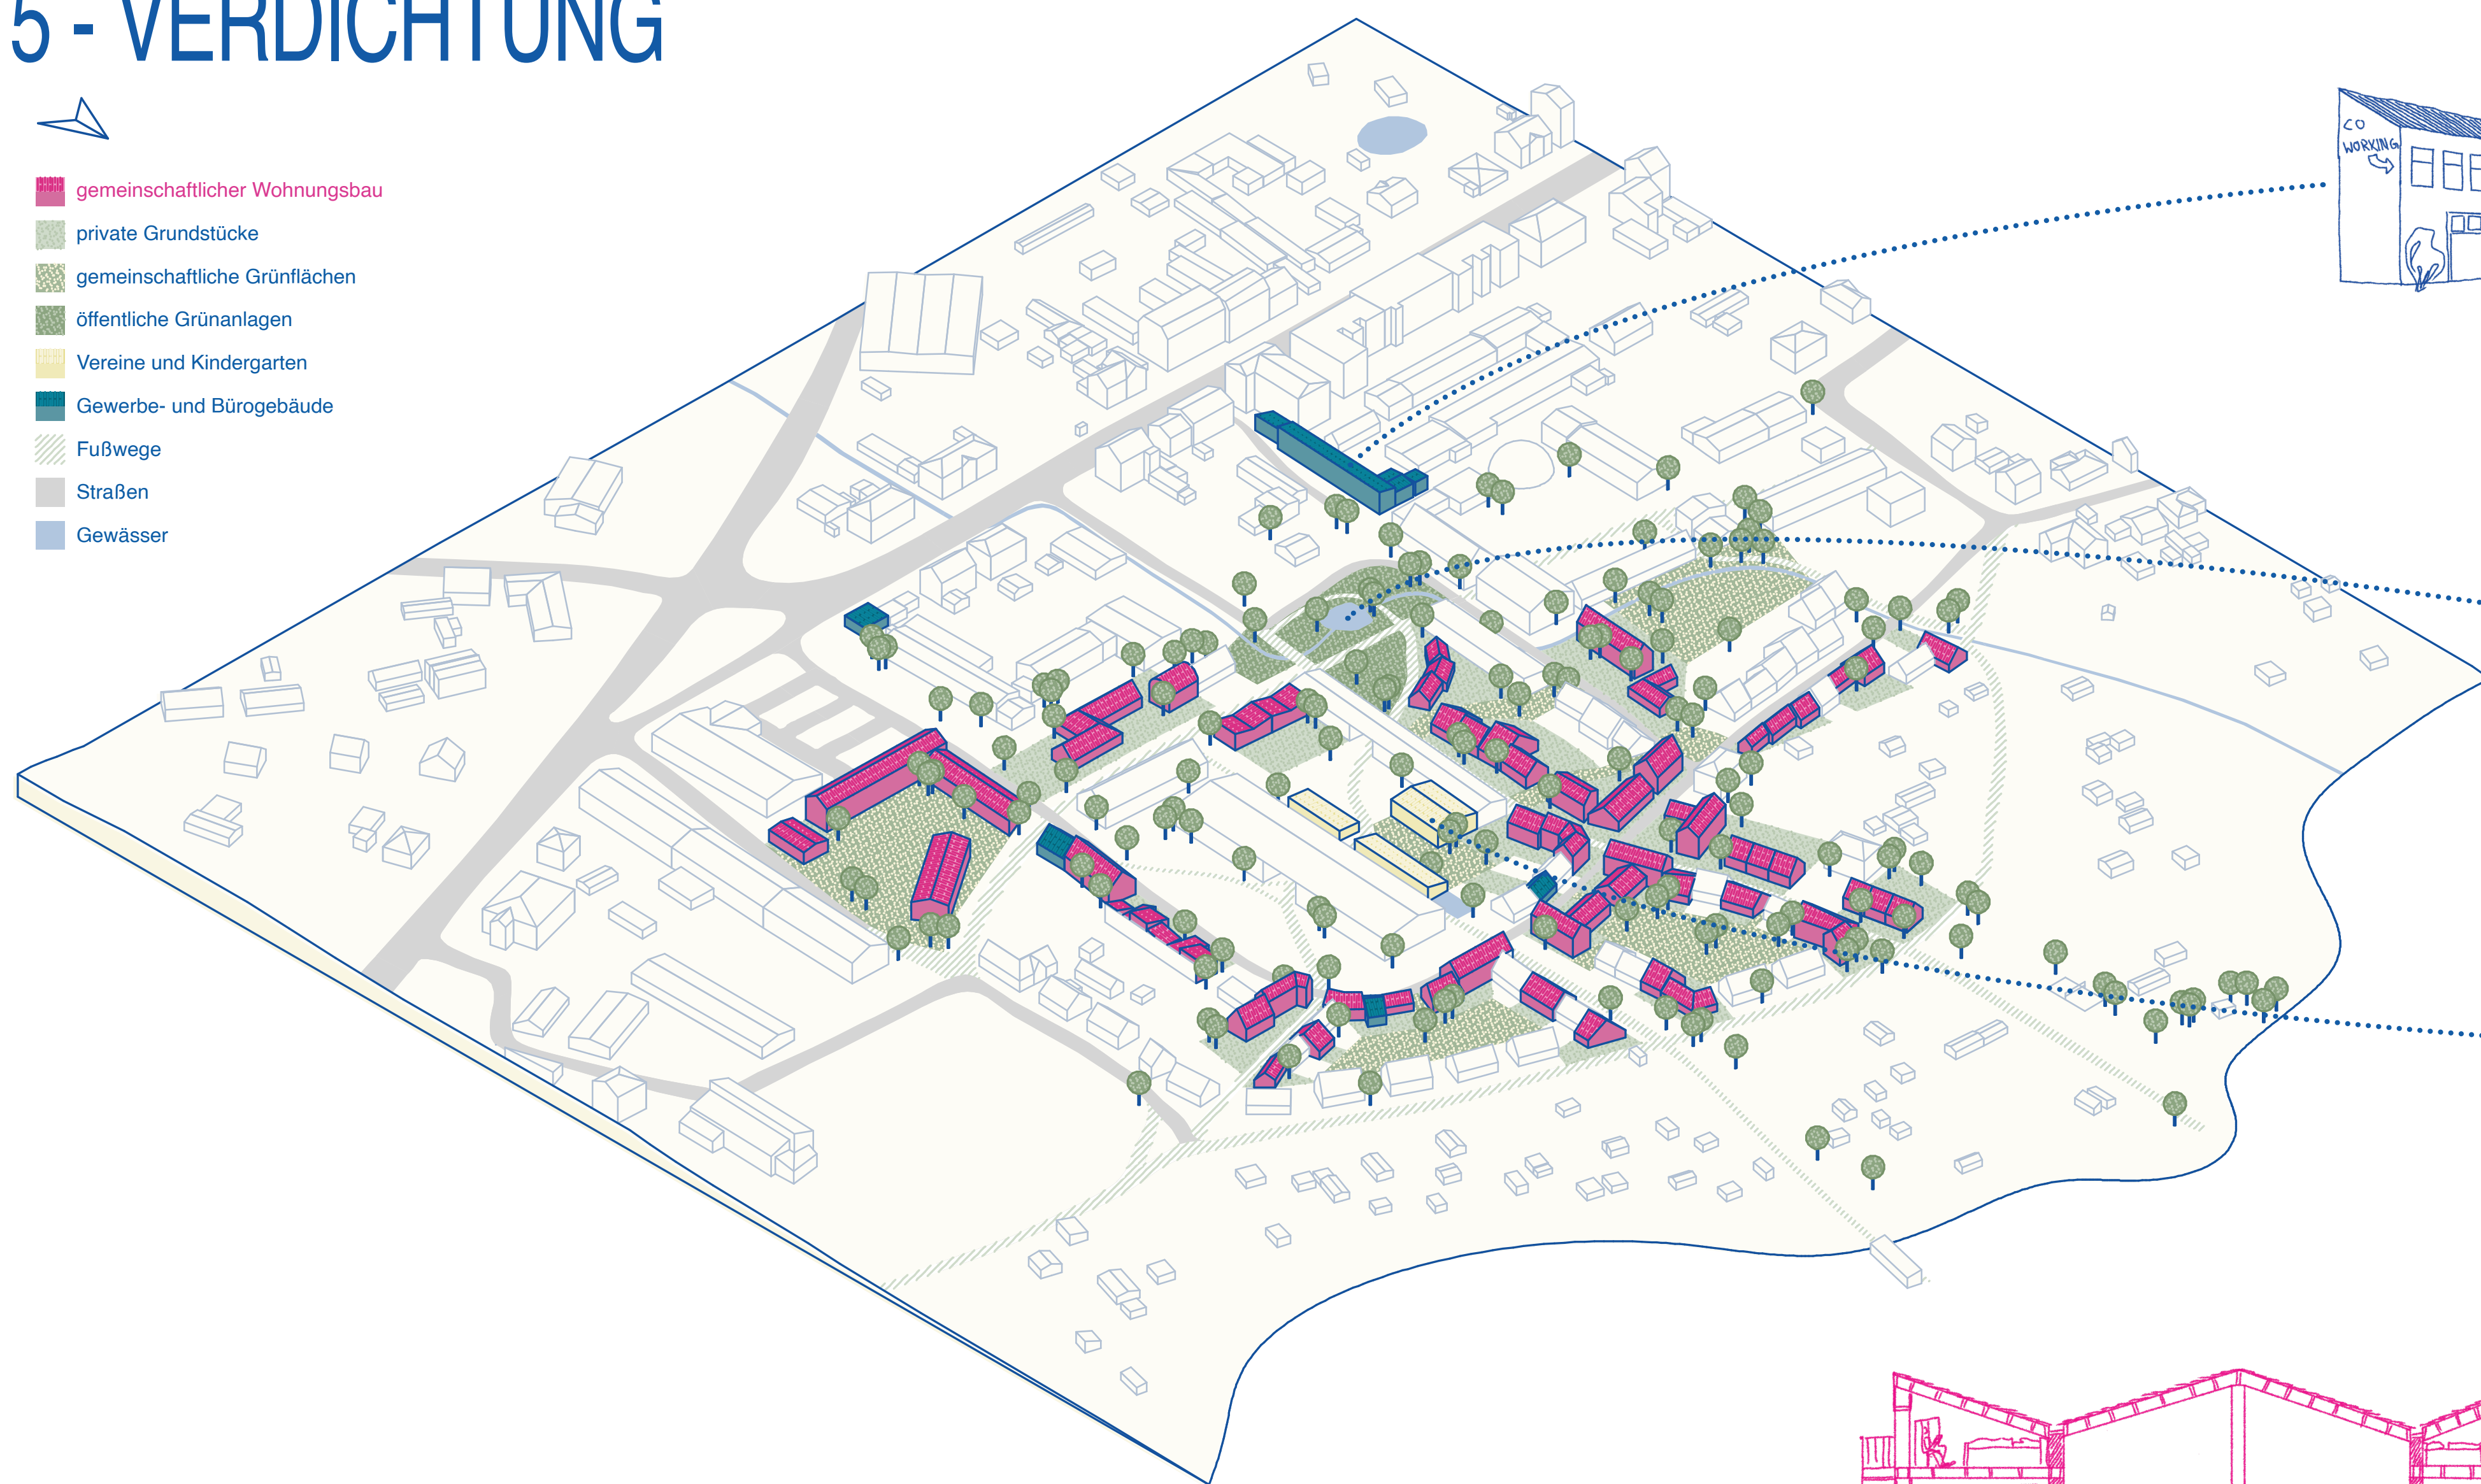 5 - VERDICHTUNG
gemeinschaftlicher Wohnungsbau
private Grundstücke
gemeinschaftliche Grünflächen
öffentliche Grünanlagen
Vereine und Kindergarten
Gewerbe- und Bürogebäude
Fußwege
Straßen
Gewässer
CO
WORKING